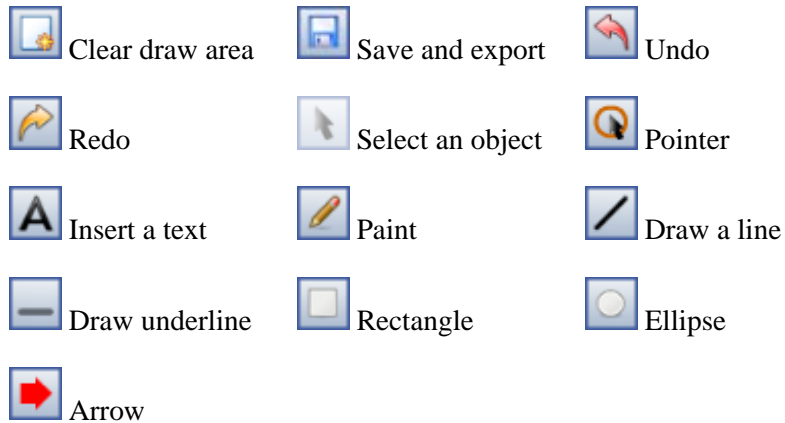 Clear draw area Save and export Undo
Redo Select an object Pointer
Insert a text Paint Draw a line
Draw underline Rectangle Ellipse
Arrow